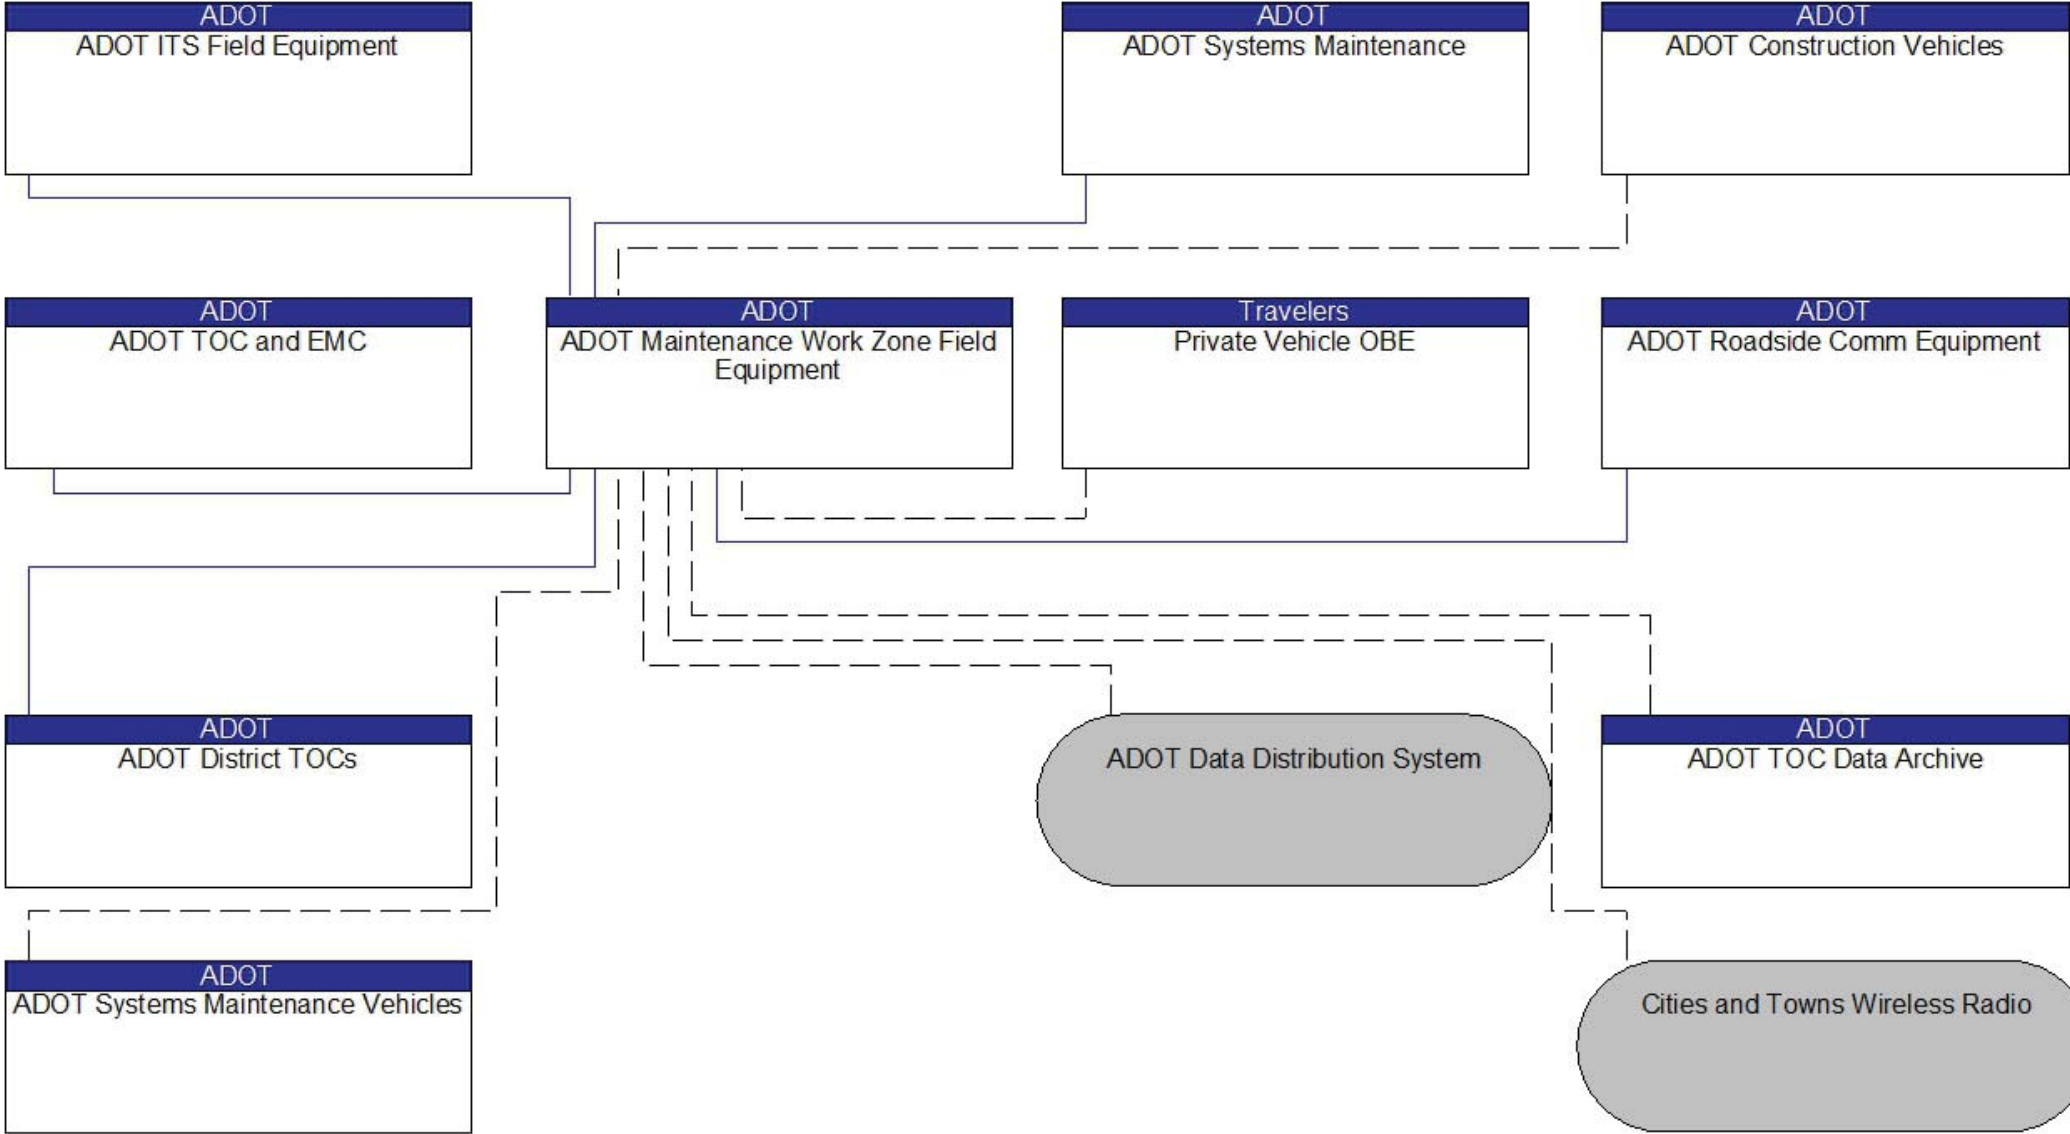 ADOT
ADOT ITS Field Equipment
ADOT
ADOT Systems Maintenance
ADOT
ADOT Construction Vehicles
ADOT
ADOT TOC and EMC
ADOT
ADOT Maintenance Work Zone Field
Equipment
Travelers
Private Vehicle OBE
ADOT
ADOT Roadside Comm Equipment
ADOT
ADOT District TOCs
ADOT Data Distribution System
ADOT
ADOT TOC Data Archive
ADOT
ADOT Systems Maintenance Vehicles
Cities and Towns Wireless Radio